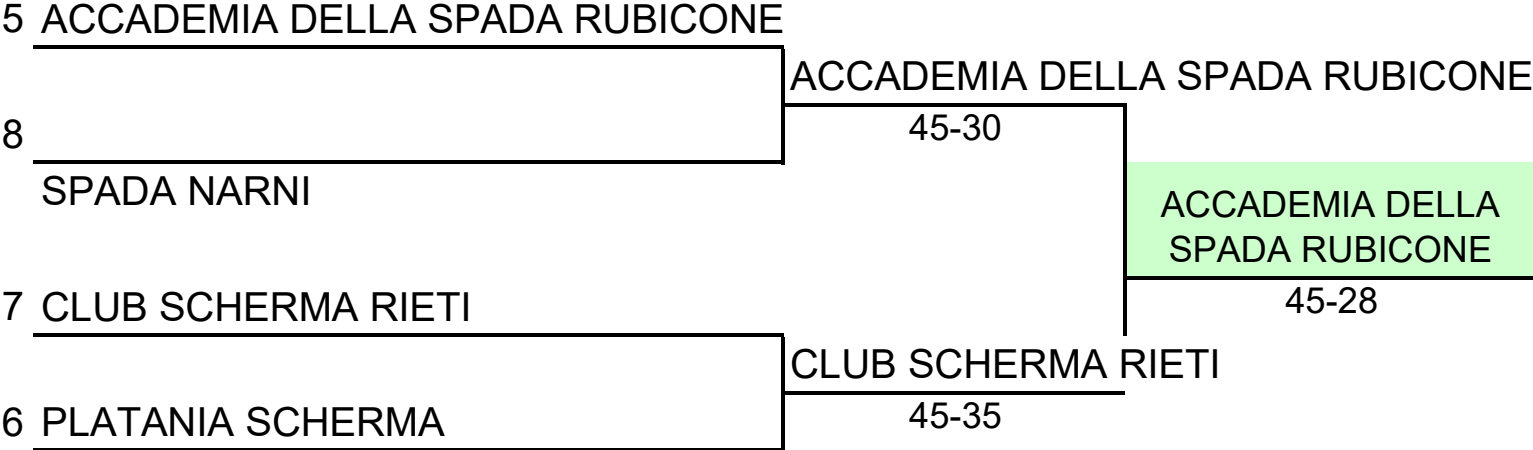 5 ACCADEMIA DELLA SPADA RUBICONE
ACCADEMIA DELLA SPADA RUBICONE
8
45-30
SPADA NARNI
ACCADEMIA DELLA
SPADA RUBICONE
45-28
7 CLUB SCHERMA RIETI
CLUB SCHERMA RIETI
45-35
6 PLATANIA SCHERMA